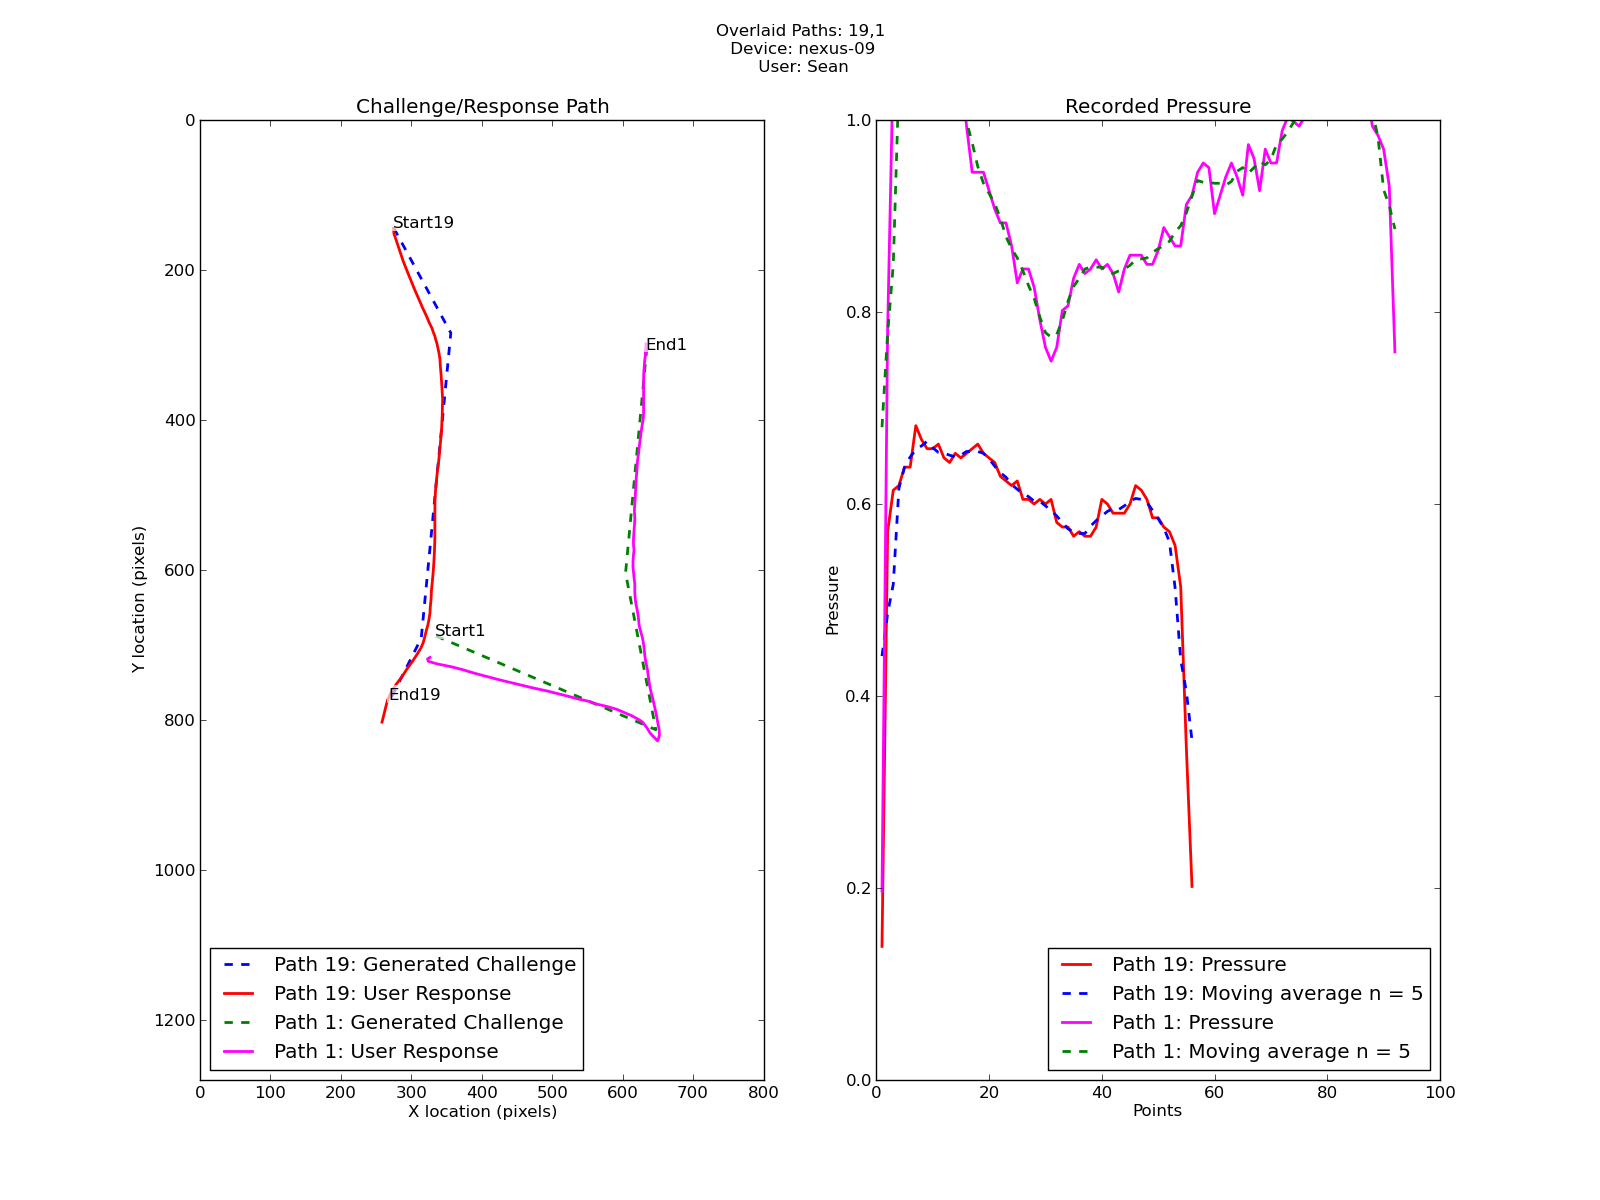 Overlaid Paths: 19,1
Device: nexus-09
User: Sean
Challenge/Response Path
0
200
400
600
800
1000
1200
Y location (pixels)
Start19
End1
Start1
End19
Path 19: Generated Challenge
Path 19: User Response
Path 1: Generated Challenge
Path 1: User Response
0 100 200 300 400 500 600 700 800
X location (pixels)
Recorded Pressure
1.0
0.8
0.6
0.4
0.2
0.0
Pressure
Path 19: Pressure
Path 19: Moving average n = 5
Path 1: Pressure
Path 1: Moving average n = 5
0 20 40 60 80 100
Points